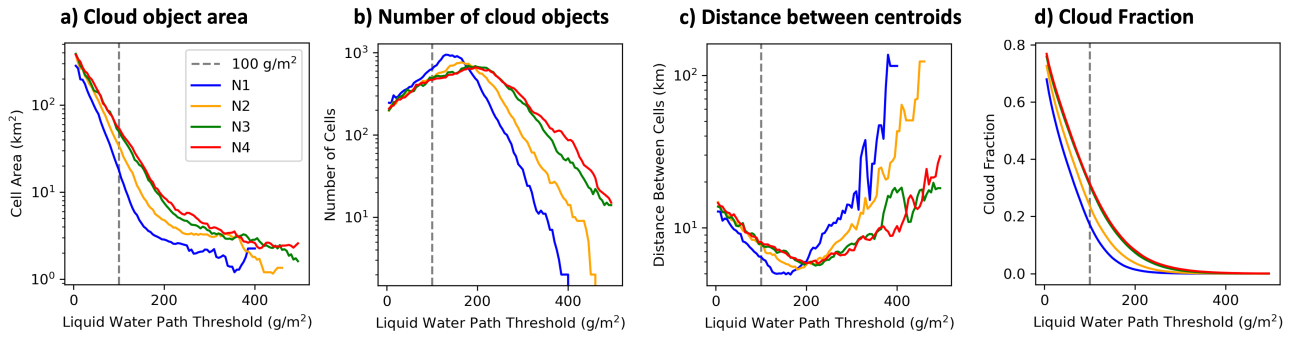 a) Cloud object area
b) Number of cloud objects
c) Distance between centroids
d) Cloud Fraction
Cell Area (km²)
10²
10¹
10⁰
100 g/m²
N1
N2
N3
N4
0
200
400
Liquid Water Path Threshold (g/m²)
Number of Cells
10³
10²
10¹
0
200
400
Liquid Water Path Threshold (g/m²)
Distance Between Cells (km)
10²
10¹
0
200
400
Liquid Water Path Threshold (g/m²)
Cloud Fraction
0.8
0.6
0.4
0.2
0.0
0
200
400
Liquid Water Path Threshold (g/m²)